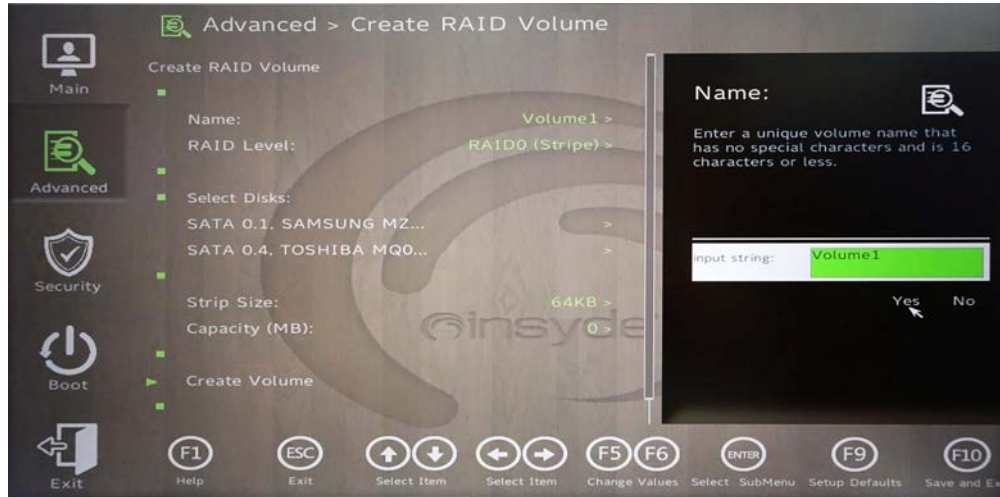 Advanced > Create RAID Volume
Main
Advanced
Security
Boot
Exit
Create RAID Volume
Name: Volume1 >
RAID Level: RAID0 (Stripe) >
Select Disks:
SATA 0.1, SAMSUNG MZ... >
SATA 0.4, TOSHIBA MQ0... >
Strip Size: 64KB >
Capacity (MB): 0 >
Create Volume
insyde
Name:
Enter a unique volume name that
has no special characters and is 16
characters or less.
input string: Volume1
Yes No
F1 ESC F5 F6 ENTER F9 F10
Help Exit Select Item Select Item Change Values Select SubMenu Setup Defaults Save and